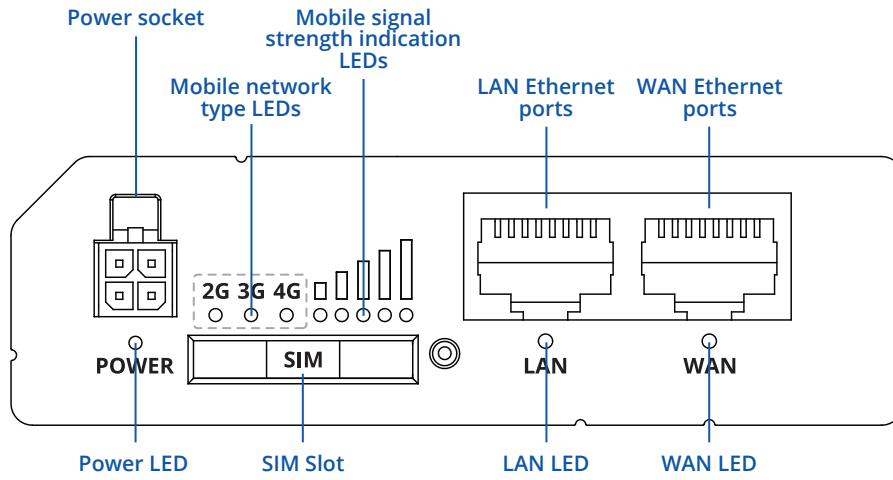 Power socket
Mobile signal
strength indication
LEDs
Mobile network
type LEDs
LAN Ethernet
ports
WAN Ethernet
ports
2G 3G 4G
POWER
SIM
LAN
WAN
Power LED
SIM Slot
LAN LED
WAN LED